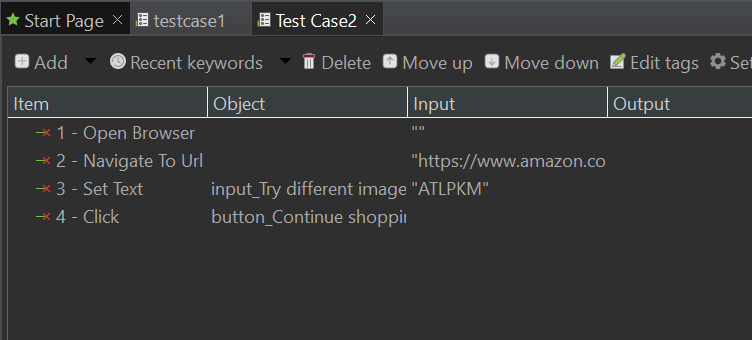 Start Page testcase1 Test Case2
Add Recent keywords Delete Move up Move down Edit tags Set
Item Object Input Output
1 - Open Browser ""
2 - Navigate To Url "https://www.amazon.co
3 - Set Text input_Try different image "ATLPKM"
4 - Click button_Continue shoppin